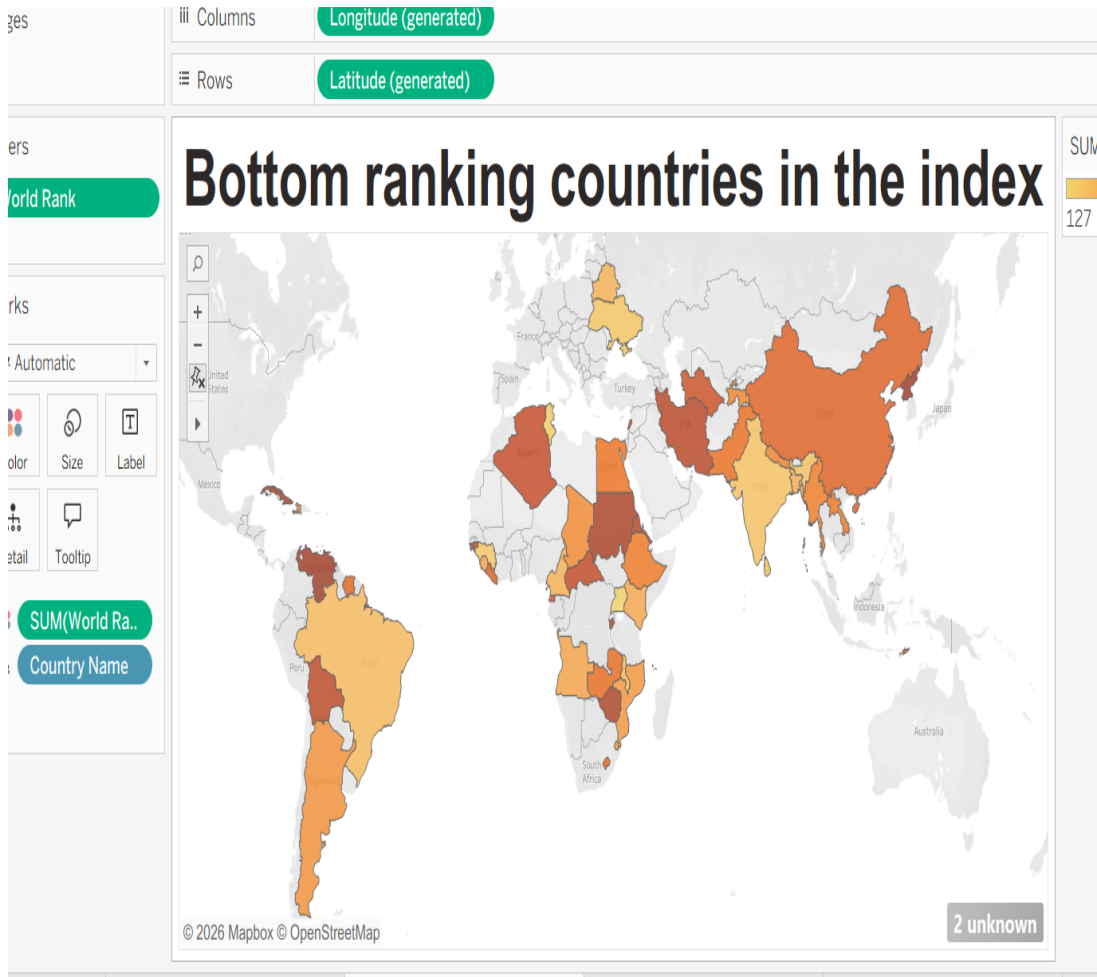 ges
Columns
Longitude (generated)
Rows
Latitude (generated)
ers
World Rank
Bottom ranking countries in the index
SUM
127
rks
Automatic
olor
Size
Label
etail
Tooltip
SUM(World Ra..
Country Name
United
States
Mexico
Peru
Brazil
Argentina
France
Spain
Turkey
Algeria
Egypt
Iran
India
China
Japan
Indonesia
South
Africa
Australia
© 2026 Mapbox © OpenStreetMap
2 unknown